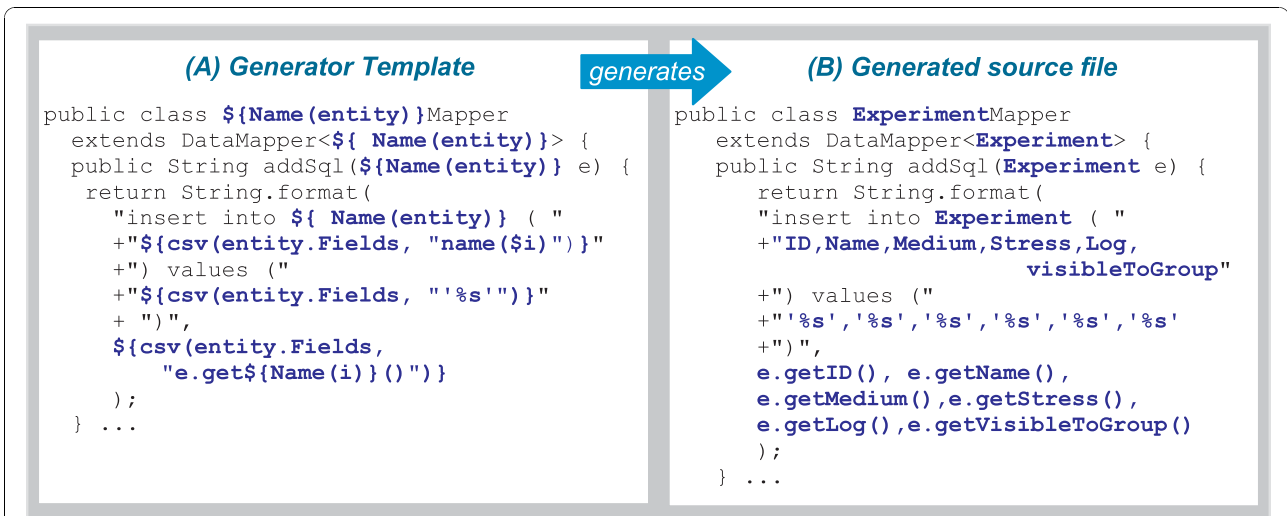 (A) Generator Template
public class ${Name(entity)}Mapper
extends DataMapper<${ Name(entity)}> {
public String addSql(${Name(entity)} e) {
return String.format(
"insert into ${ Name(entity)} ( "
+"${csv(entity.Fields, "name($i)")}"
+") values ("
+"${csv(entity.Fields, "'%s'")}"
+ ")",
${csv(entity.Fields,
"e.get${Name(i)}()")}
);
} ...
generates
(B) Generated source file
public class ExperimentMapper
extends DataMapper<Experiment> {
public String addSql(Experiment e) {
return String.format(
"insert into Experiment ( "
+"ID,Name,Medium,Stress,Log,
visibleToGroup"
+") values ("
+"'%s','%s','%s','%s','%s','%s'
+")",
e.getID(), e.getName(),
e.getMedium(),e.getStress(),
e.getLog(),e.getVisibleToGroup()
);
} ...